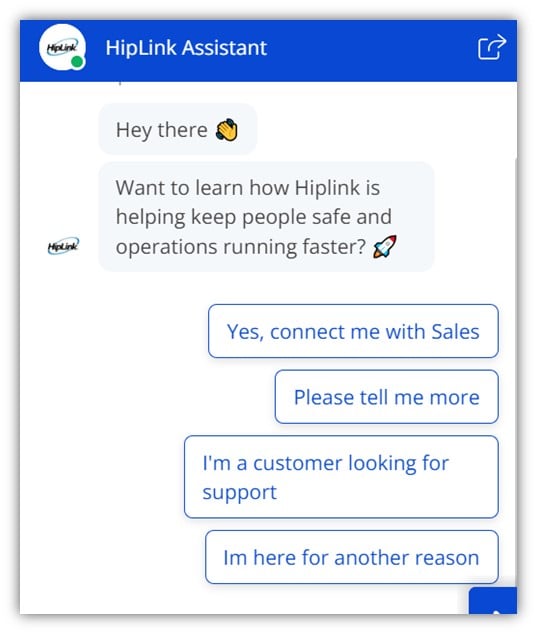 HipLink
HipLink Assistant
Hey there 👋
Want to learn how Hiplink is
helping keep people safe and
operations running faster? 🚀
HipLink
Yes, connect me with Sales
Please tell me more
I'm a customer looking for
support
Im here for another reason